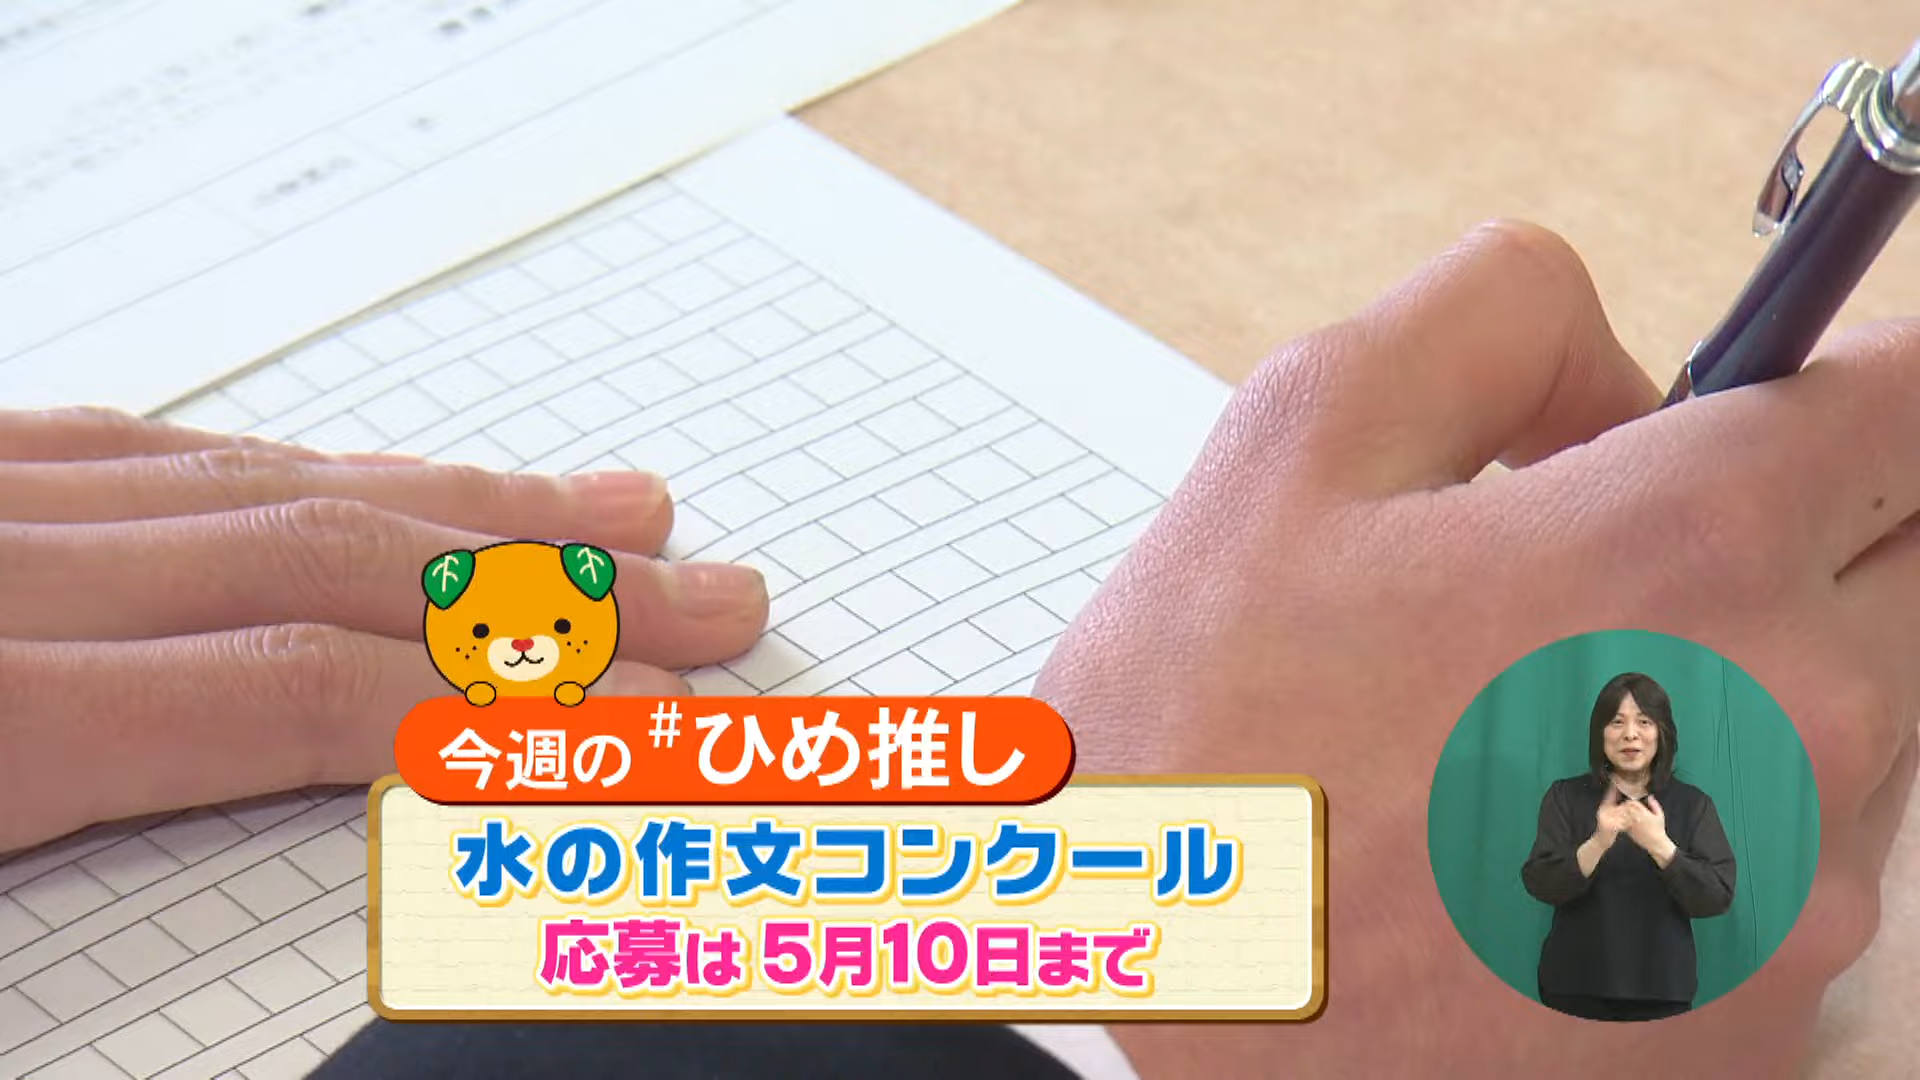 今週の #ひめ推し
水の作文コンクール
応募は5月10日まで